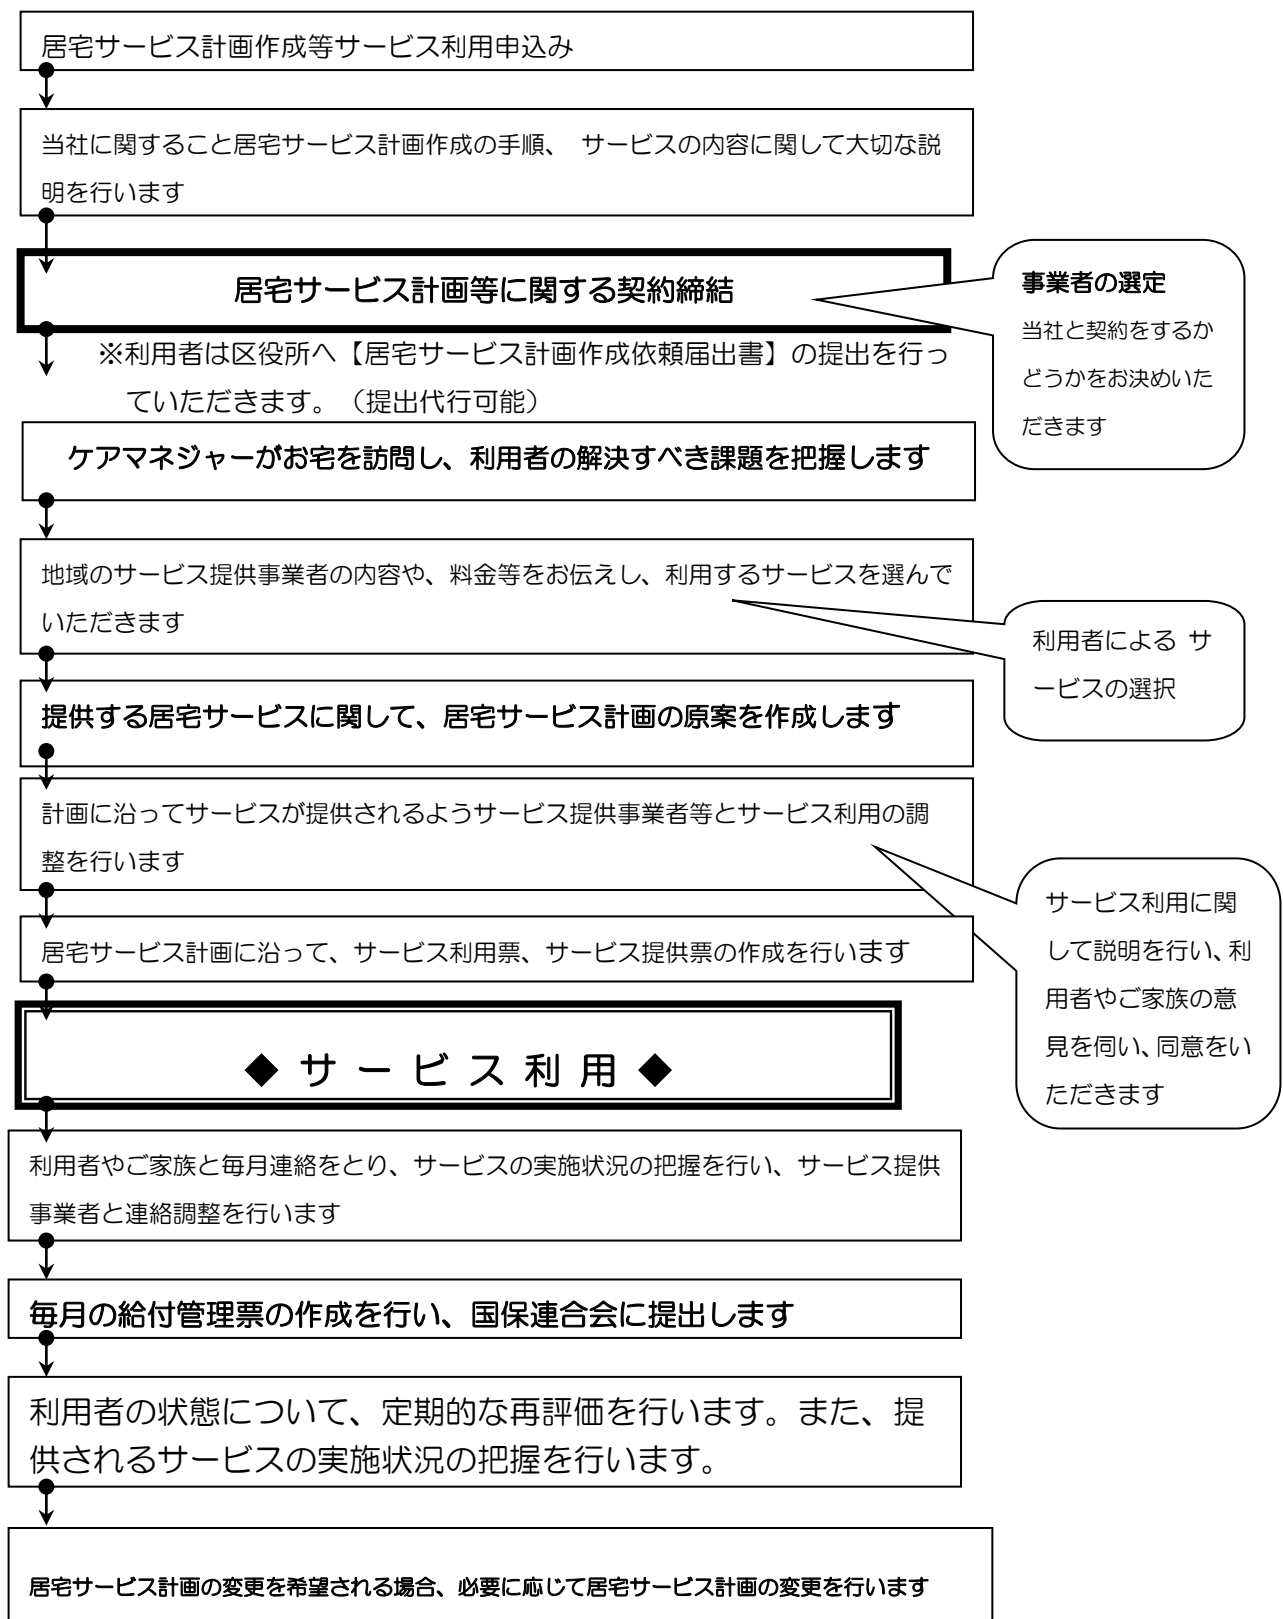 居宅サービス計画作成等サービス利用申込み
当社に関すること居宅サービス計画作成の手順、 サービスの内容に関して大切な説
明を行います
居宅サービス計画等に関する契約締結
事業者の選定
当社と契約をするか
どうかをお決めいた
だきます
※利用者は区役所へ【居宅サービス計画作成依頼届出書】の提出を行っ
ていただきます。（提出代行可能）
ケアマネジャーがお宅を訪問し、利用者の解決すべき課題を把握します
地域のサービス提供事業者の内容や、料金等をお伝えし、利用するサービスを選んで
いただきます
利用者による サ
ービスの選択
提供する居宅サービスに関して、居宅サービス計画の原案を作成します
計画に沿ってサービスが提供されるようサービス提供事業者等とサービス利用の調
整を行います
サービス利用に関
して説明を行い、利
用者やご家族の意
見を伺い、同意をい
ただきます
居宅サービス計画に沿って、サービス利用票、サービス提供票の作成を行います
◆ サ ー ビ ス 利 用 ◆
利用者やご家族と毎月連絡をとり、サービスの実施状況の把握を行い、サービス提供
事業者と連絡調整を行います
毎月の給付管理票の作成を行い、国保連合会に提出します
利用者の状態について、定期的な再評価を行います。また、提
供されるサービスの実施状況の把握を行います。
居宅サービス計画の変更を希望される場合、必要に応じて居宅サービス計画の変更を行います